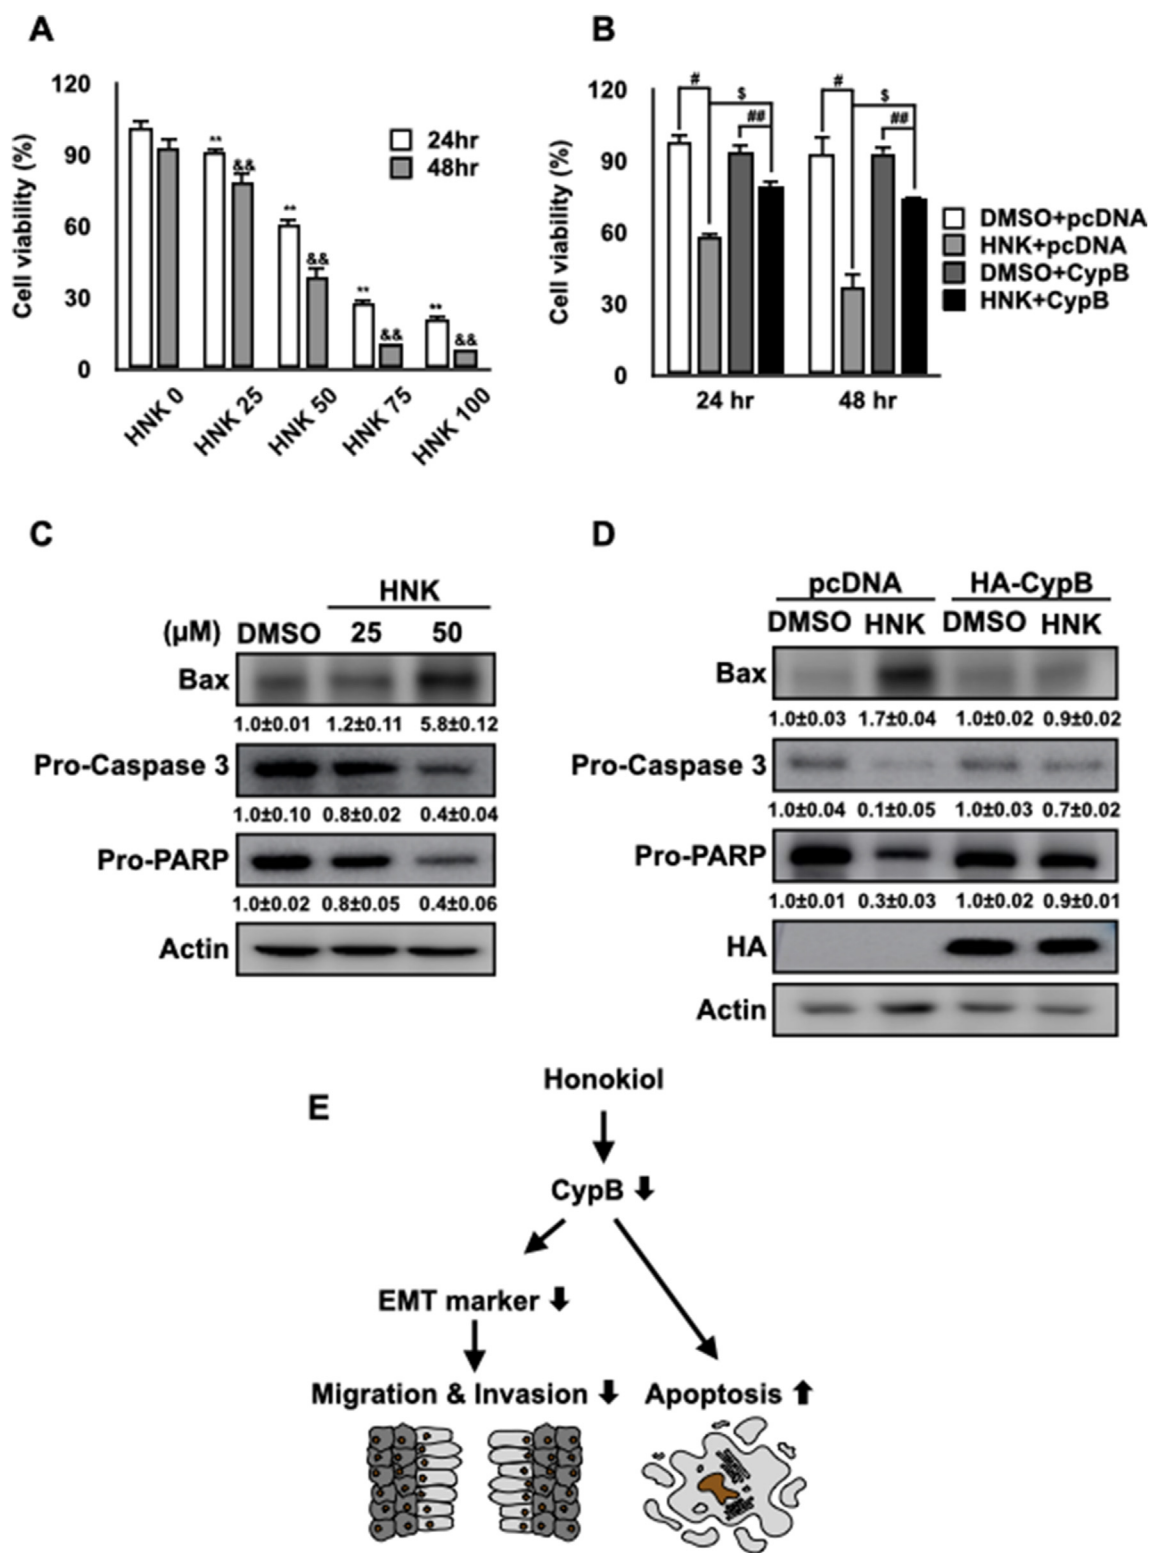 A
Cell viability (%)
120
90
60
30
0
24hr
48hr
**
&&
**
&&
**
&&
**
&&
HNK 0
HNK 25
HNK 50
HNK 75
HNK 100
B
Cell viability (%)
120
90
60
30
0
#
$
##
#
$
##
DMSO+pcDNA
HNK+pcDNA
DMSO+CypB
HNK+CypB
24 hr
48 hr
C
HNK
(μM) DMSO 25 50
Bax
1.0±0.01 1.2±0.11 5.8±0.12
Pro-Caspase 3
1.0±0.10 0.8±0.02 0.4±0.04
Pro-PARP
1.0±0.02 0.8±0.05 0.4±0.06
Actin
D
pcDNA HA-CypB
DMSO HNK DMSO HNK
Bax
1.0±0.03 1.7±0.04 1.0±0.02 0.9±0.02
Pro-Caspase 3
1.0±0.04 0.1±0.05 1.0±0.03 0.7±0.02
Pro-PARP
1.0±0.01 0.3±0.03 1.0±0.02 0.9±0.01
HA
Actin
E
Honokiol
CypB
EMT marker
Migration & Invasion Apoptosis